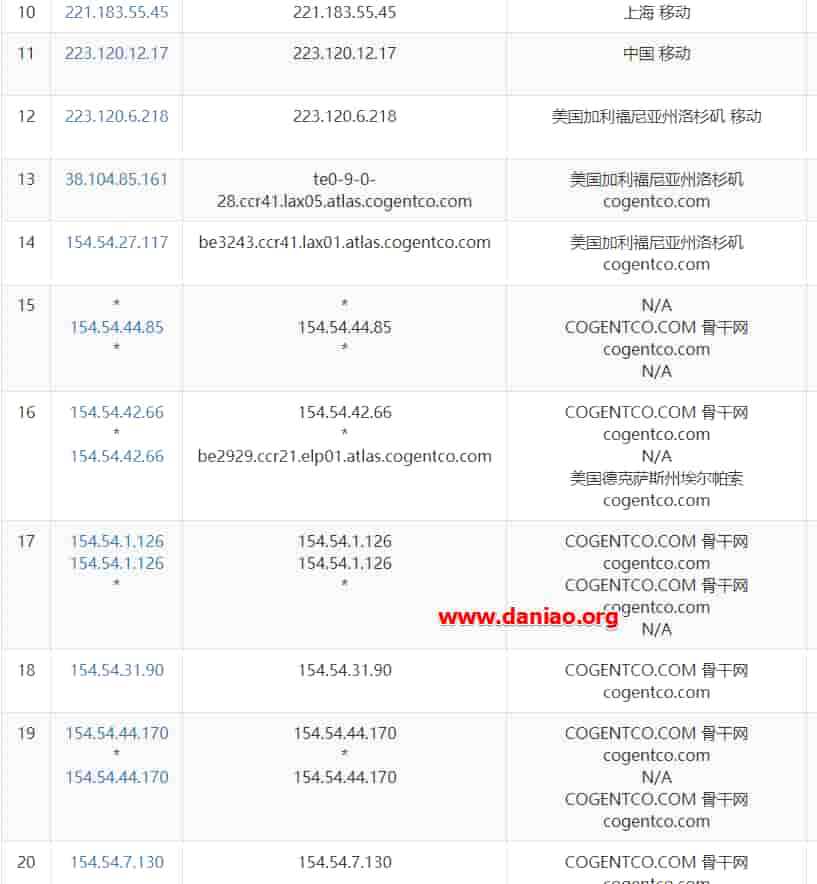 10 221.183.55.45 221.183.55.45 上海 移动
11 223.120.12.17 223.120.12.17 中国 移动
12 223.120.6.218 223.120.6.218 美国加利福尼亚州洛杉矶 移动
13 38.104.85.161 te0-9-0- 美国加利福尼亚州洛杉矶
28.ccr41.lax05.atlas.cogentco.com cogentco.com
14 154.54.27.117 be3243.ccr41.lax01.atlas.cogentco.com 美国加利福尼亚州洛杉矶
cogentco.com
15 * * N/A
154.54.44.85 154.54.44.85 COGENTCO.COM 骨干网
* * cogentco.com
N/A
16 154.54.42.66 154.54.42.66 COGENTCO.COM 骨干网
* * cogentco.com
154.54.42.66 be2929.ccr21.elp01.atlas.cogentco.com N/A
美国德克萨斯州埃尔帕索
cogentco.com
17 154.54.1.126 154.54.1.126 COGENTCO.COM 骨干网
154.54.1.126 154.54.1.126 cogentco.com
* * COGENTCO.COM 骨干网
cogentco.com
www.daniao.org
N/A
18 154.54.31.90 154.54.31.90 COGENTCO.COM 骨干网
cogentco.com
19 154.54.44.170 154.54.44.170 COGENTCO.COM 骨干网
* * cogentco.com
154.54.44.170 154.54.44.170 N/A
COGENTCO.COM 骨干网
cogentco.com
20 154.54.7.130 154.54.7.130 COGENTCO.COM 骨干网
cogentco.com